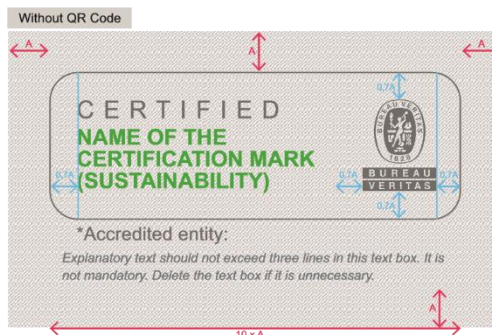 Without QR Code
A
A
A
0,7A
CERTIFIED
NAME OF THE
CERTIFICATION MARK
(SUSTAINABILITY)
BUREAU VERITAS
1828
BUREAU
VERITAS
0,7A
0,7A
0,7A
0,7A
*Accredited entity:
Explanatory text should not exceed three lines in this text box. It is
not mandatory. Delete the text box if it is unnecessary.
A
10 x A